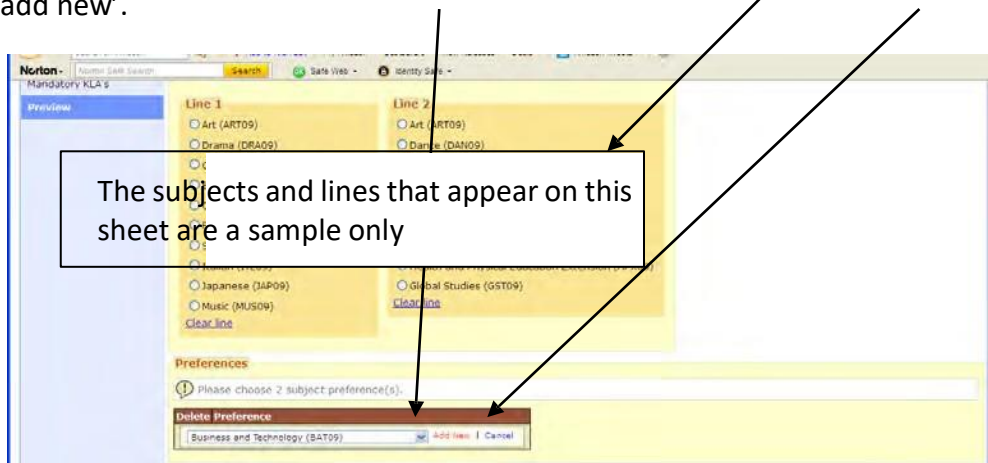 add new'.
Norton - Norton Safe Search Search Safe Web - Identity Safe -
Mandatory KLA's
Preview
Line 1
Art (ART09)
Drama (DRA09)
Japanese (JAP09)
Music (MUS09)
Clear line
Line 2
Art (ART09)
Dance (DAN09)
Global Studies (GST09)
Clear line
The subjects and lines that appear on this
sheet are a sample only
Preferences
Please choose 2 subject preference(s).
Delete Preference
Business and Technology (BAT09) Add New | Cancel